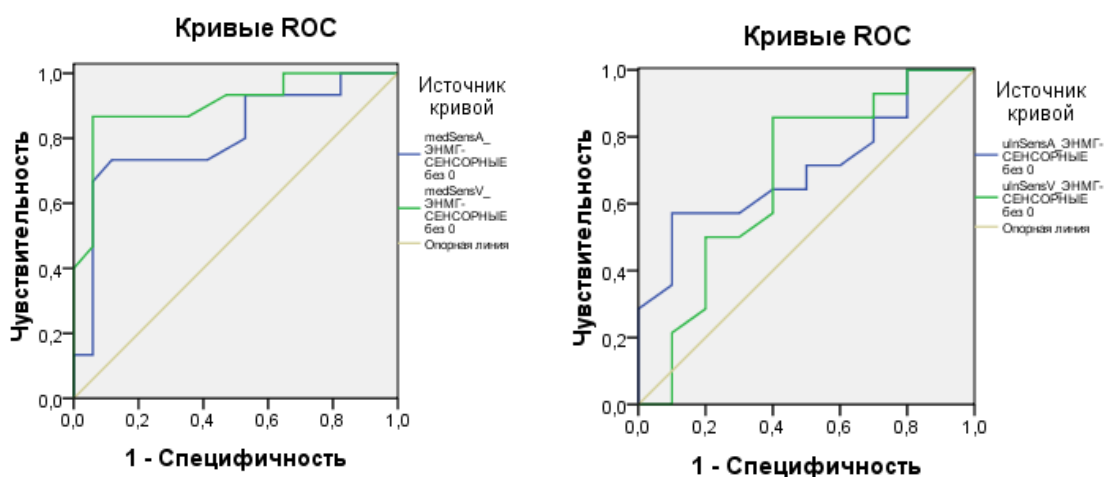 Кривые ROC
Чувствительность
1,0
0,8
0,6
0,4
0,2
0,0
0,0 0,2 0,4 0,6 0,8 1,0
1 - Специфичность
Источник
кривой
medSensA_
ЭНМГ-
СЕНСОРНЫЕ
без 0
medSensV_
ЭНМГ-
СЕНСОРНЫЕ
без 0
Опорная линия
Кривые ROC
Чувствительность
1,0
0,8
0,6
0,4
0,2
0,0
0,0 0,2 0,4 0,6 0,8 1,0
1 - Специфичность
Источник
кривой
ulnSensA_ЭНМГ-
СЕНСОРНЫЕ
без 0
ulnSensV_ЭНМГ-
СЕНСОРНЫЕ
без 0
Опорная линия